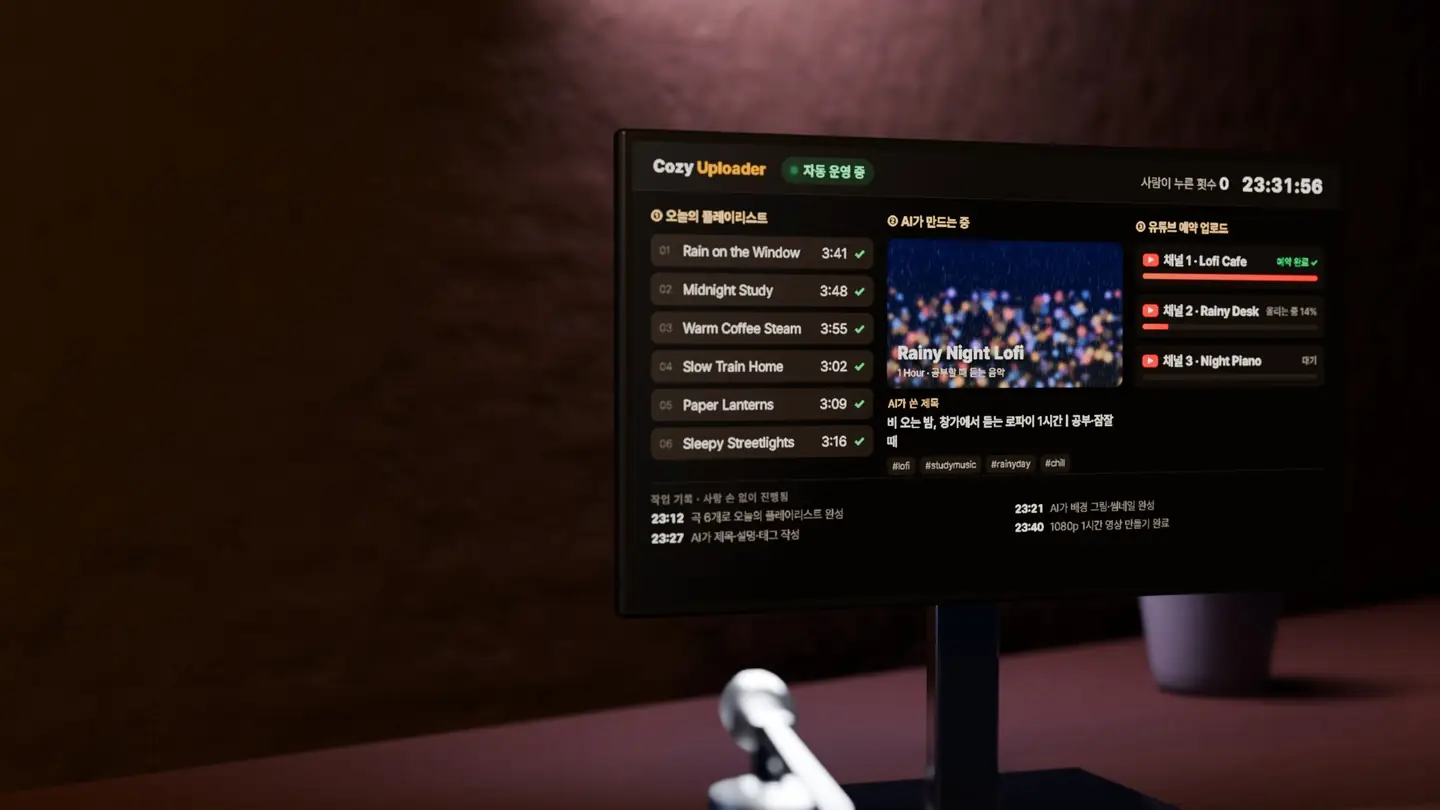 Cozy Uploader
자동 운영 중
사람이 누른 횟수 0 23:31:56
① 오늘의 플레이리스트
01 Rain on the Window 3:41
02 Midnight Study 3:48
03 Warm Coffee Steam 3:55
04 Slow Train Home 3:02
05 Paper Lanterns 3:09
06 Sleepy Streetlights 3:16
② AI가 만드는 중
Rainy Night Lofi
1 Hour · 공부할 때 듣는 음악
AI가 쓴 제목
비 오는 밤, 창가에서 듣는 로파이 1시간 | 공부·잠잘
때
#lofi #studymusic #rainyday #chill
③ 유튜브 예약 업로드
채널 1 · Lofi Cafe 예약 완료
채널 2 · Rainy Desk 올리는 중 14%
채널 3 · Night Piano 대기
작업 기록 · 사람 손 없이 진행됨
23:12 곡 6개로 오늘의 플레이리스트 완성
23:21 AI가 배경 그림·썸네일 완성
23:27 AI가 제목·설명·태그 작성
23:40 1080p 1시간 영상 만들기 완료